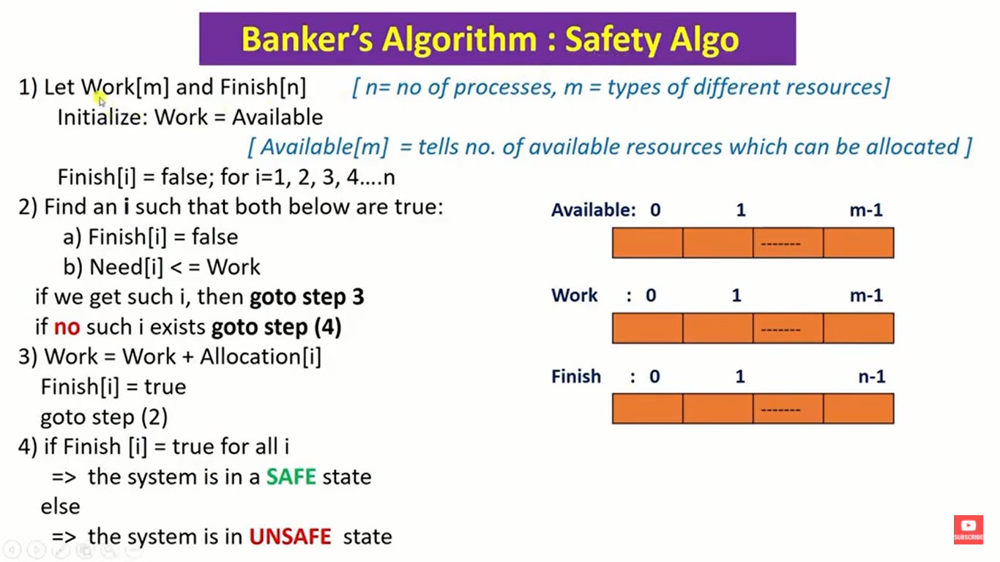 Banker's Algorithm : Safety Algo
1) Let Work[m] and Finish[n] [ n= no of processes, m = types of different resources]
Initialize: Work = Available
[ Available[m] = tells no. of available resources which can be allocated ]
Finish[i] = false; for i=1, 2, 3, 4....n
2) Find an i such that both below are true:
a) Finish[i] = false
b) Need[i] < = Work
if we get such i, then goto step 3
if no such i exists goto step (4)
3) Work = Work + Allocation[i]
Finish[i] = true
goto step (2)
4) if Finish [i] = true for all i
=> the system is in a SAFE state
else
=> the system is in UNSAFE state
Available: 0 1 m-1
-------
Work : 0 1 m-1
-------
Finish : 0 1 n-1
-------
SUBSCRIBE